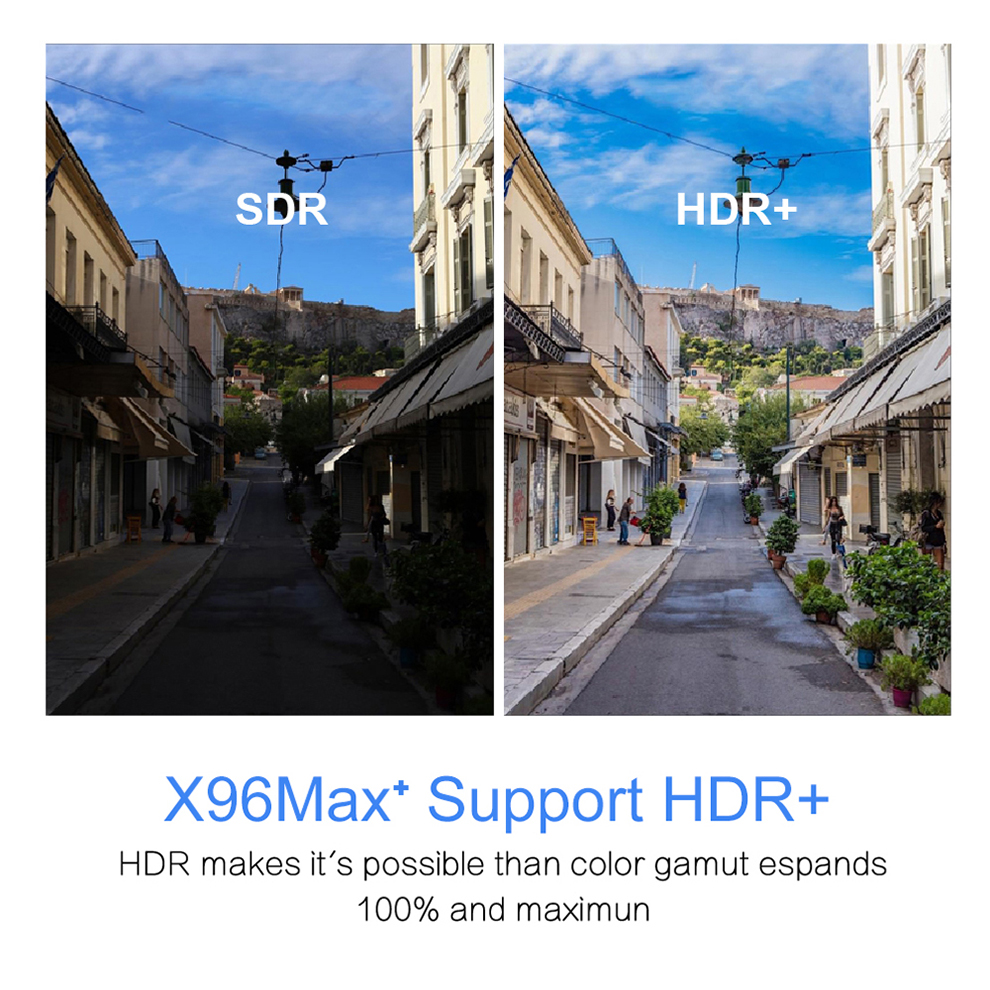 SDR
HDR+
X96Max+ Support HDR+
HDR makes it's possible than color gamut espands
100% and maximun